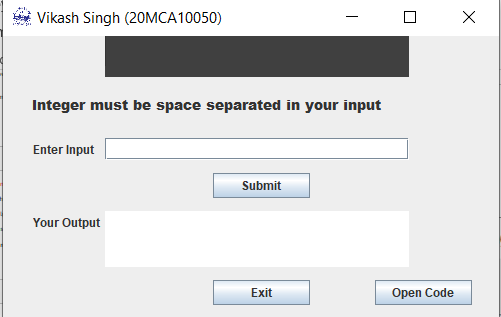 Vikash Singh (20MCA10050)
Integer must be space separated in your input
Enter Input
Submit
Your Output
Exit
Open Code